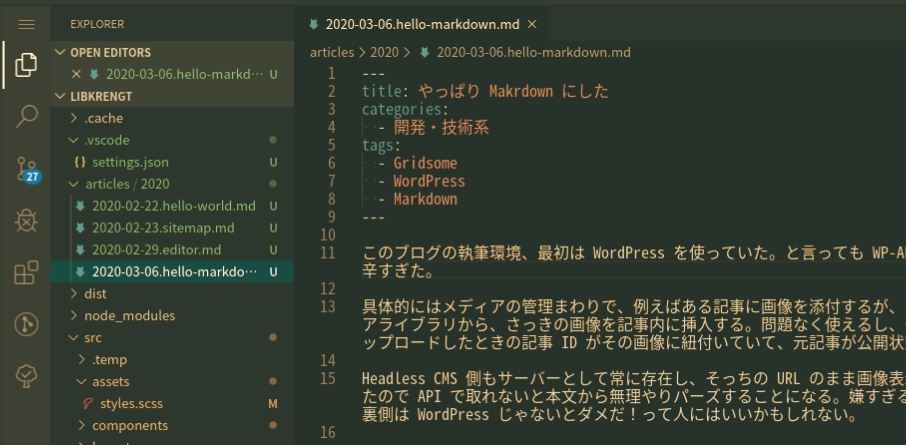 EXPLORER
OPEN EDITORS
2020-03-06.hello-markd… U
LIBKRENGT
.cache
.vscode
{} settings.json U
articles / 2020
2020-02-22.hello-world.md U
2020-02-23.sitemap.md U
2020-02-29.editor.md U
2020-03-06.hello-markdo… U
dist
node_modules
src
.temp
assets
styles.scss M
components
27
2020-03-06.hello-markdown.md
articles > 2020 > 2020-03-06.hello-markdown.md
1 ---
2 title: やっぱり Makrdown にした
3 categories:
4 - 開発・技術系
5 tags:
6 - Gridsome
7 - WordPress
8 - Markdown
9 ---
10
11 このブログの執筆環境、最初は WordPress を使っていた。と言っても WP-A
辛すぎた。
12
13 具体的にはメディアの管理まわりで、例えばある記事に画像を添付するが、
アライブラリから、さっきの画像を記事内に挿入する。問題なく使えるし、
ップロードしたときの記事 ID がその画像に紐付いていて、元記事が公開状
14
15 Headless CMS 側もサーバーとして常に存在し、そっちの URL のまま画像表
たので API で取れないと本文から無理やりパーズすることになる。嫌すぎる
裏側は WordPress じゃないとダメだ！って人にはいいかもしれない。
16